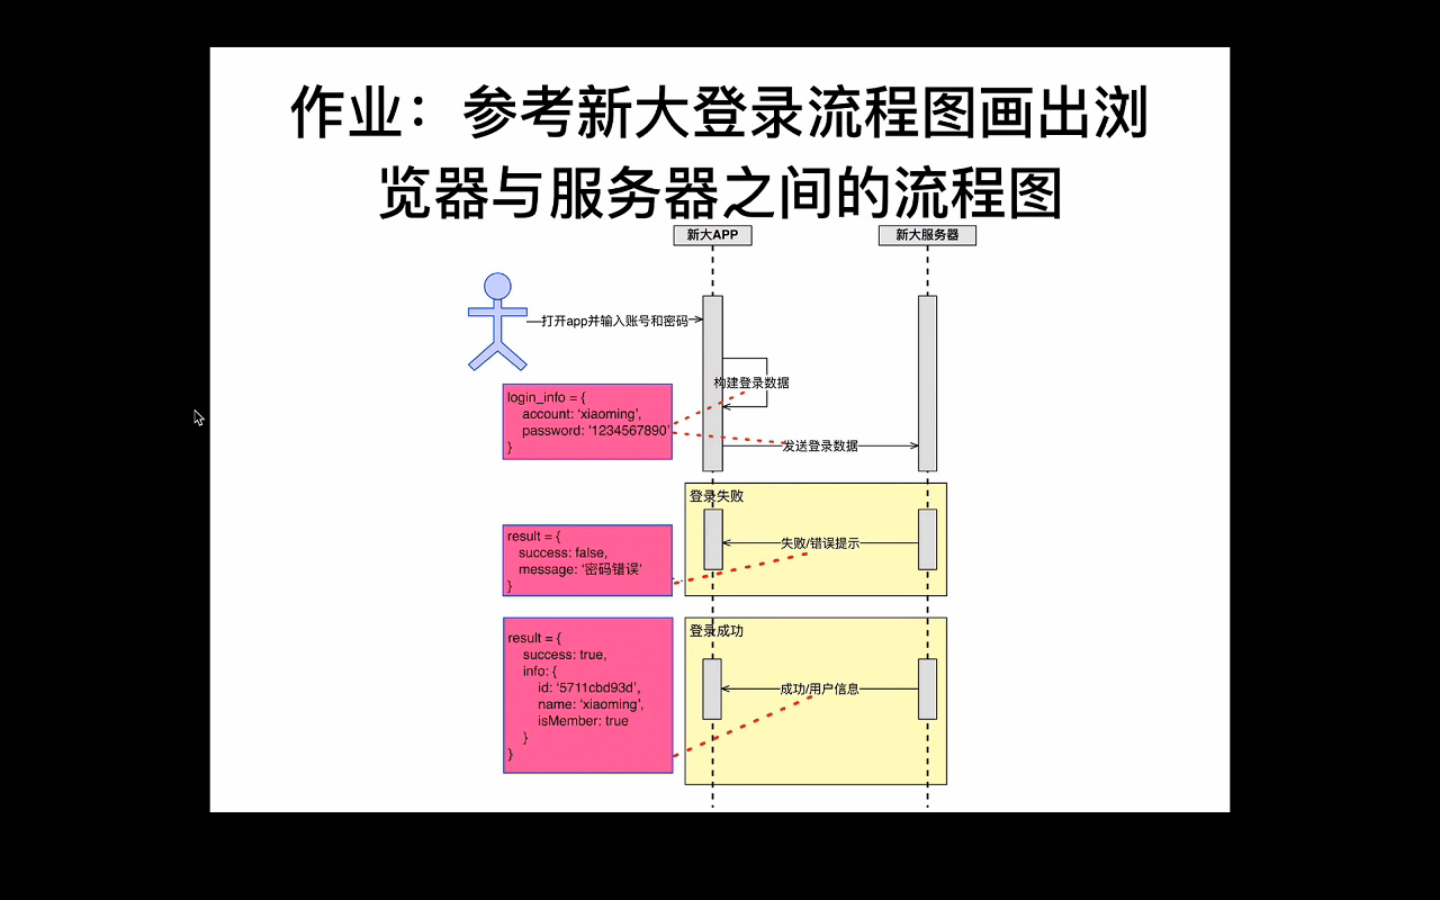 作业：参考新大登录流程图画出浏
览器与服务器之间的流程图
新大APP
新大服务器
打开app并输入账号和密码
构建登录数据
login_info = {
account: ‘xiaoming’,
password: ‘1234567890’
}
发送登录数据
登录失败
result = {
success: false,
message: ‘密码错误’
}
失败/错误提示
登录成功
result = {
success: true,
info: {
id: ‘5711cbd93d’,
name: ‘xiaoming’,
isMember: true
}
}
成功/用户信息